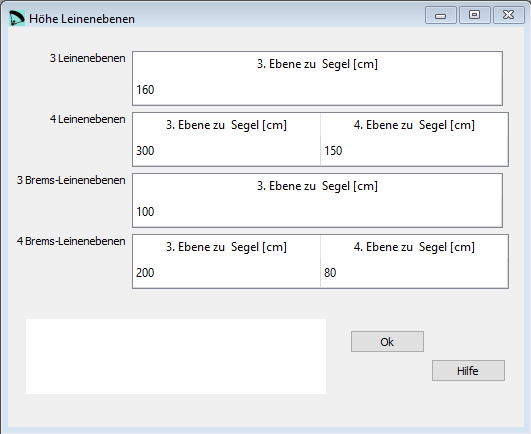 Höhe Leinenebenen
3 Leinenebenen
3. Ebene zu Segel [cm]
160
4 Leinenebenen
3. Ebene zu Segel [cm] 4. Ebene zu Segel [cm]
300 150
3 Brems-Leinenebenen
3. Ebene zu Segel [cm]
100
4 Brems-Leinenebenen
3. Ebene zu Segel [cm] 4. Ebene zu Segel [cm]
200 80
Ok
Hilfe